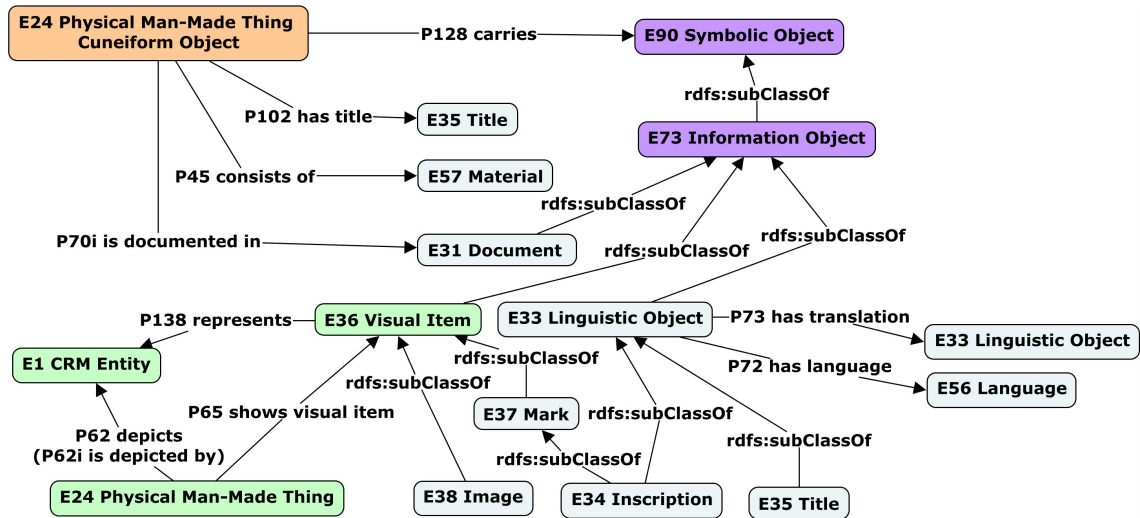 E24 Physical Man-Made Thing
Cuneiform Object
P128 carries
E90 Symbolic Object
rdfs:subClassOf
P102 has title
E35 Title
E73 Information Object
P45 consists of
E57 Material
rdfs:subClassOf
P70i is documented in
E31 Document
rdfs:subClassOf
rdfs:subClassOf
P138 represents
E36 Visual Item
E33 Linguistic Object
P73 has translation
E33 Linguistic Object
E1 CRM Entity
rdfs:subClassOf
P72 has language
E56 Language
rdfs:subClassOf
P65 shows visual item
E37 Mark
rdfs:subClassOf
P62 depicts
(P62i is depicted by)
rdfs:subClassOf
rdfs:subClassOf
E24 Physical Man-Made Thing
E38 Image
E34 Inscription
E35 Title